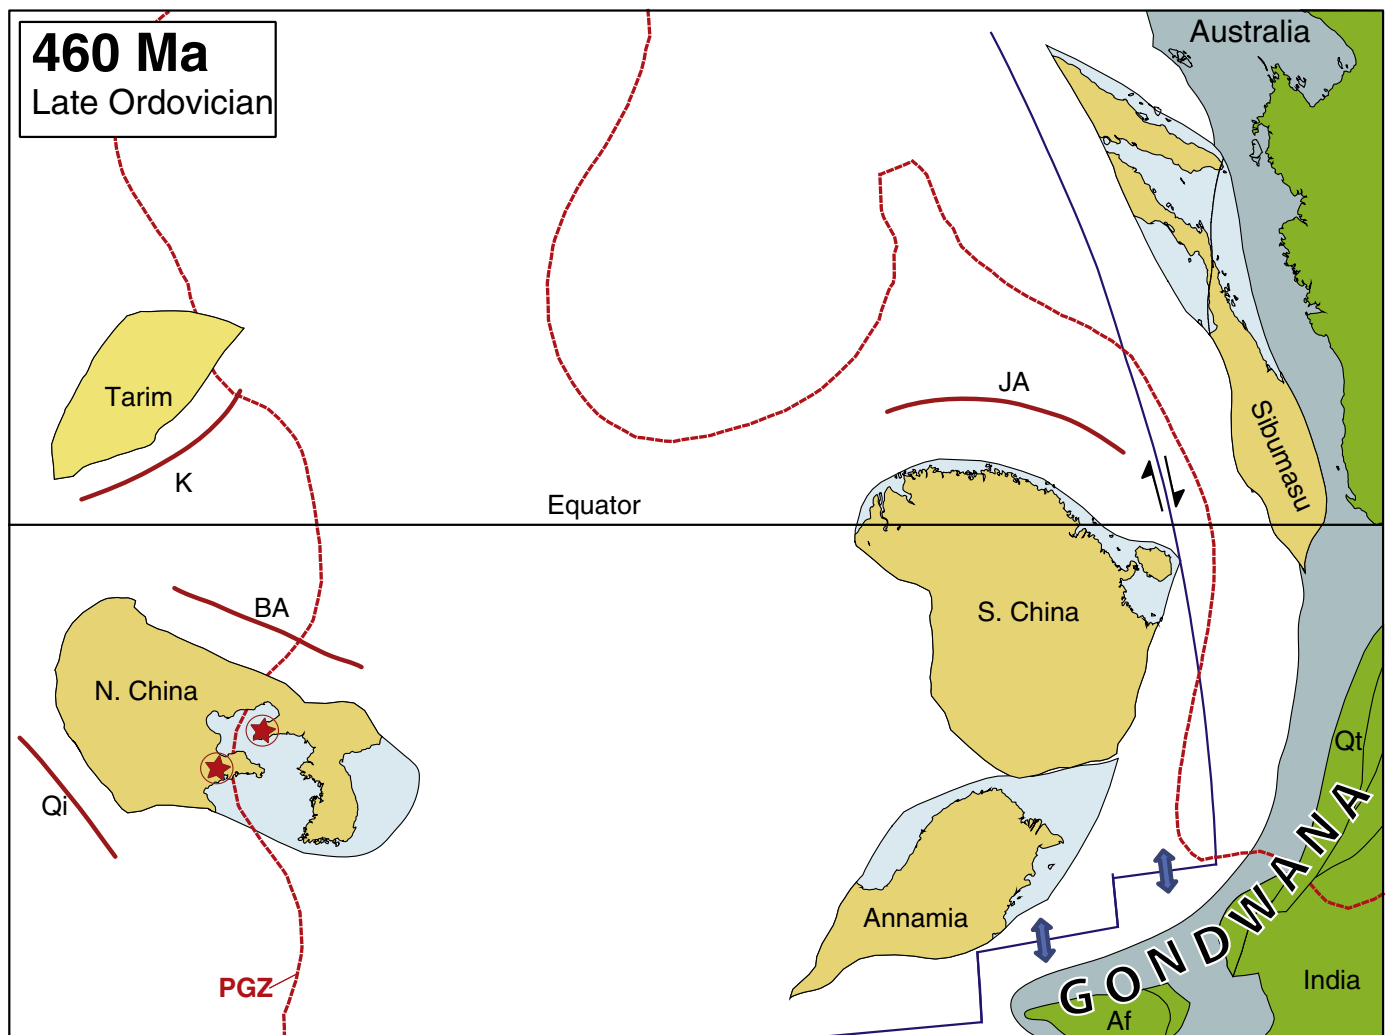 460 Ma
Late Ordovician
Australia
Tarim
K
JA
Sibumasu
Equator
BA
S. China
N. China
Qi
Qt
Annamia
PGZ
GONDWANA
India
Af